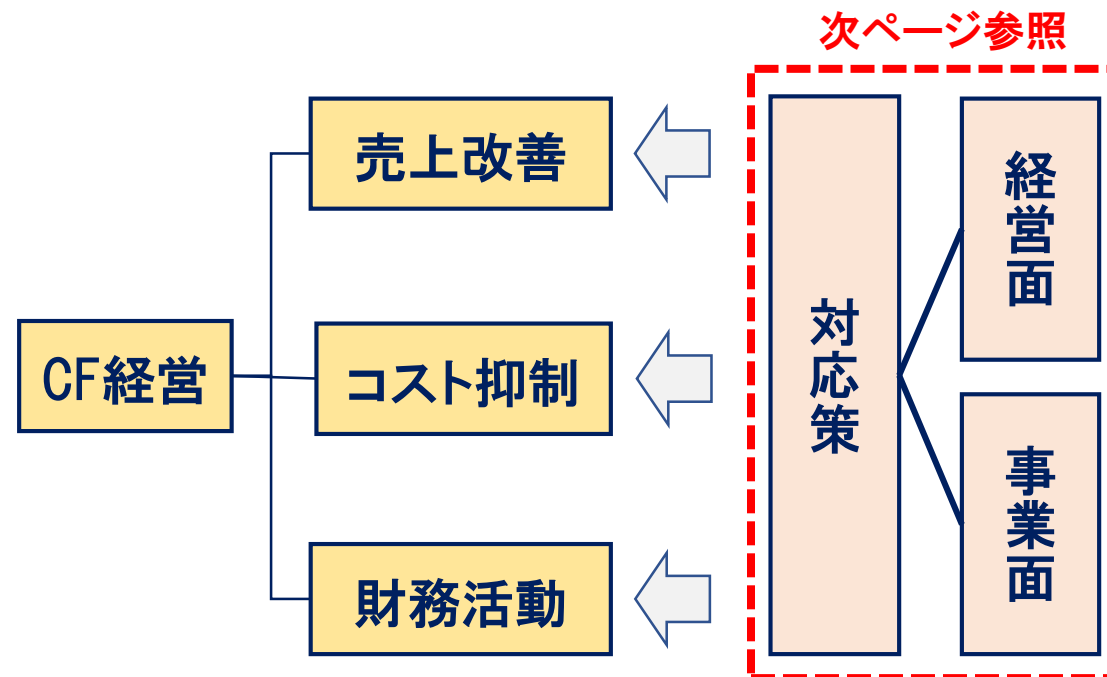 次ページ参照
売上改善
CF経営
コスト抑制
財務活動
対応策
経営面
事業面